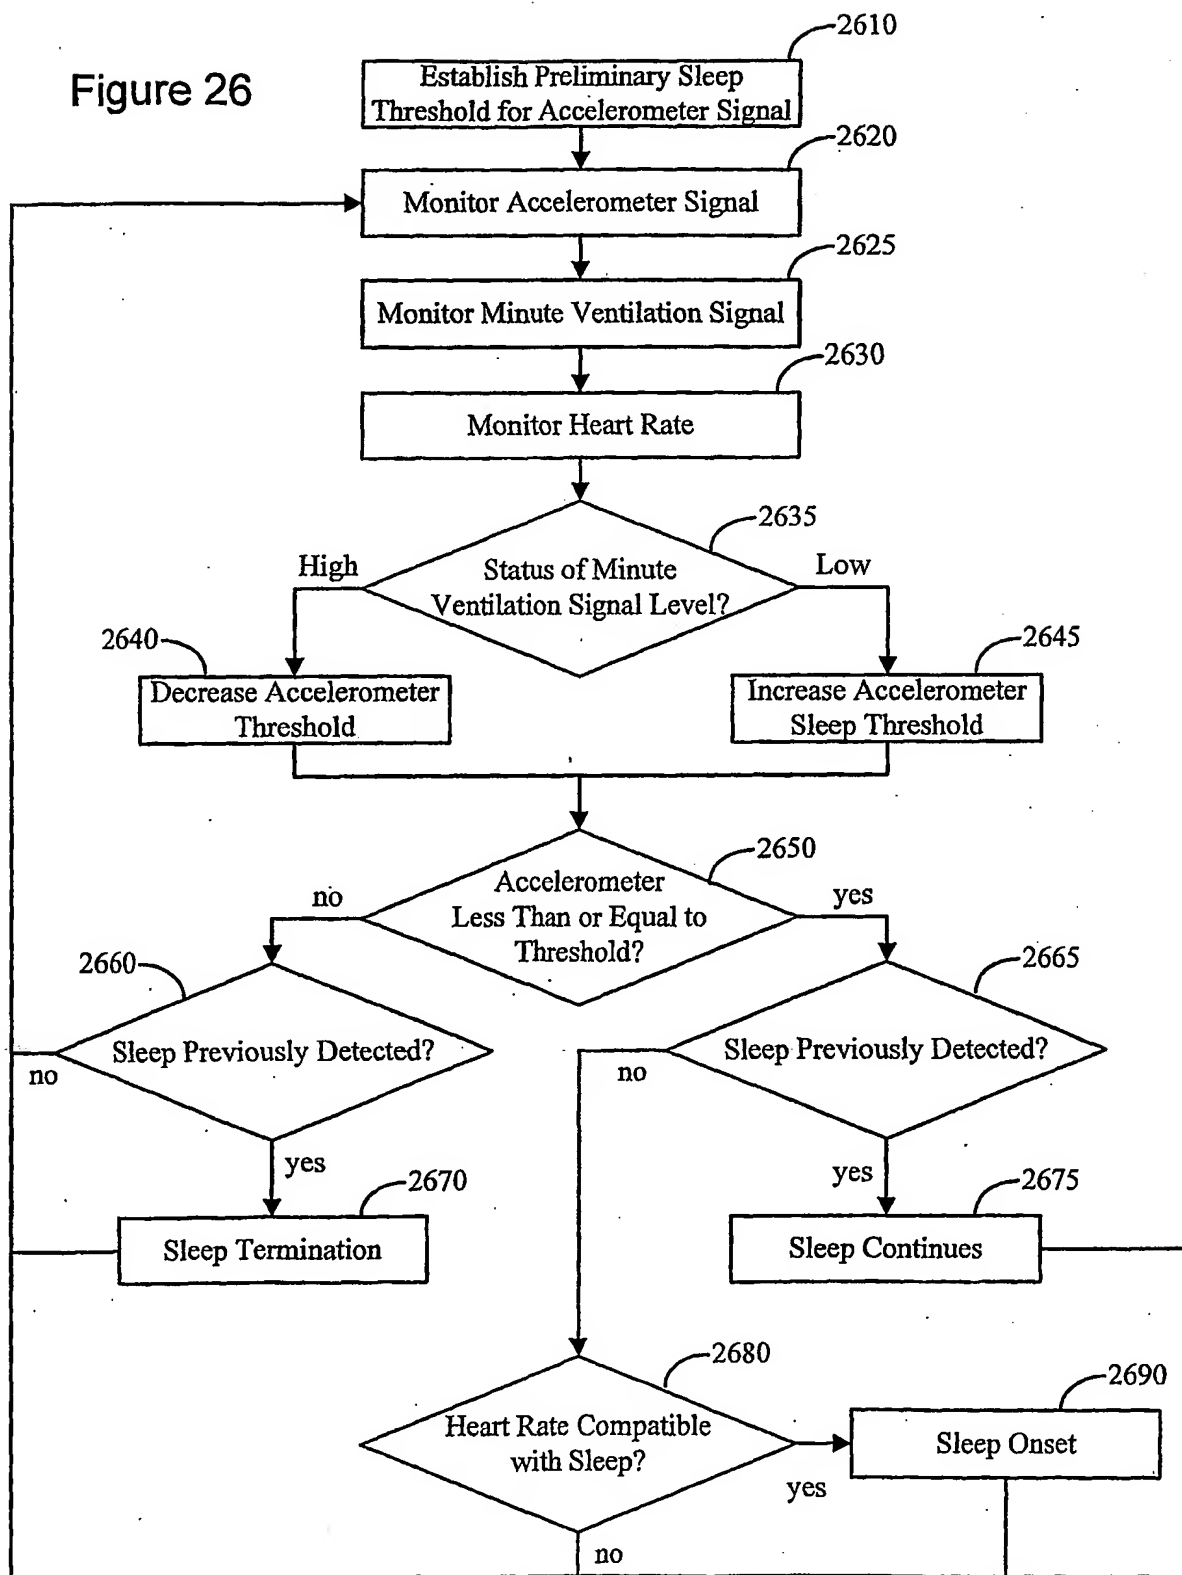 Figure 26
2610
Establish Preliminary Sleep
Threshold for Accelerometer Signal
2620
Monitor Accelerometer Signal
2625
Monitor Minute Ventilation Signal
2630
Monitor Heart Rate
2635
Status of Minute
Ventilation Signal Level?
High
Low
2640
Decrease Accelerometer
Threshold
2645
Increase Accelerometer
Sleep Threshold
2650
Accelerometer
Less Than or Equal to
Threshold?
no
yes
2660
Sleep Previously Detected?
no
yes
2665
Sleep Previously Detected?
no
yes
2670
Sleep Termination
2675
Sleep Continues
2680
Heart Rate Compatible
with Sleep?
yes
no
2690
Sleep Onset